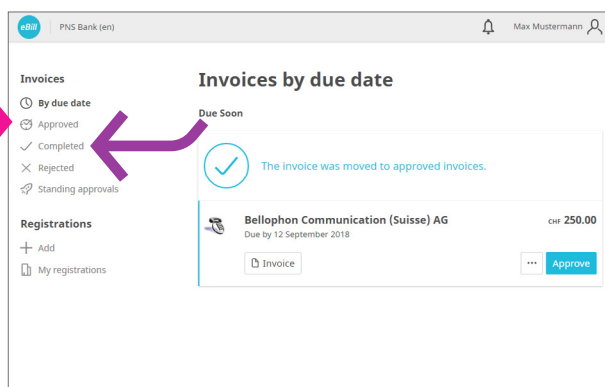 eBill PNS Bank (en) Max Mustermann
Invoices
By due date
Approved
Completed
Rejected
Standing approvals
Registrations
Add
My registrations
Invoices by due date
Due Soon
The invoice was moved to approved invoices.
Bellophon Communication (Suisse) AG CHF 250.00
Due by 12 September 2018
Invoice ... Approve